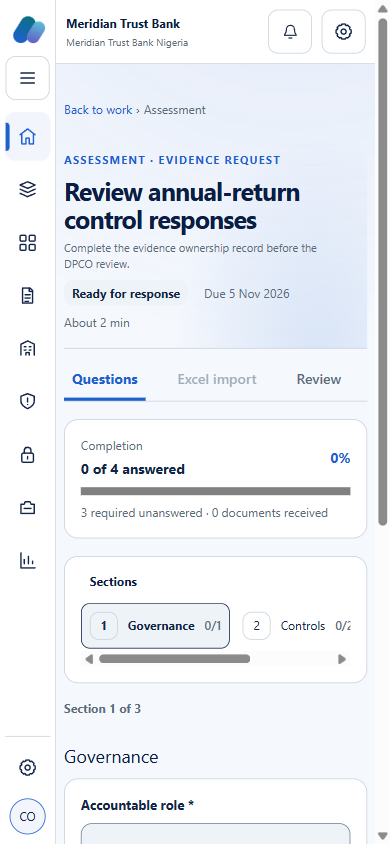 Meridian Trust Bank
Meridian Trust Bank Nigeria
Back to work › Assessment
ASSESSMENT · EVIDENCE REQUEST
Review annual-return
control responses
Complete the evidence ownership record before the
DPCO review.
Ready for response
Due 5 Nov 2026
About 2 min
Questions
Excel import
Review
Completion
0 of 4 answered
0%
3 required unanswered · 0 documents received
Sections
1 Governance 0/1
2 Controls 0/2
Section 1 of 3
Governance
Accountable role *
CO